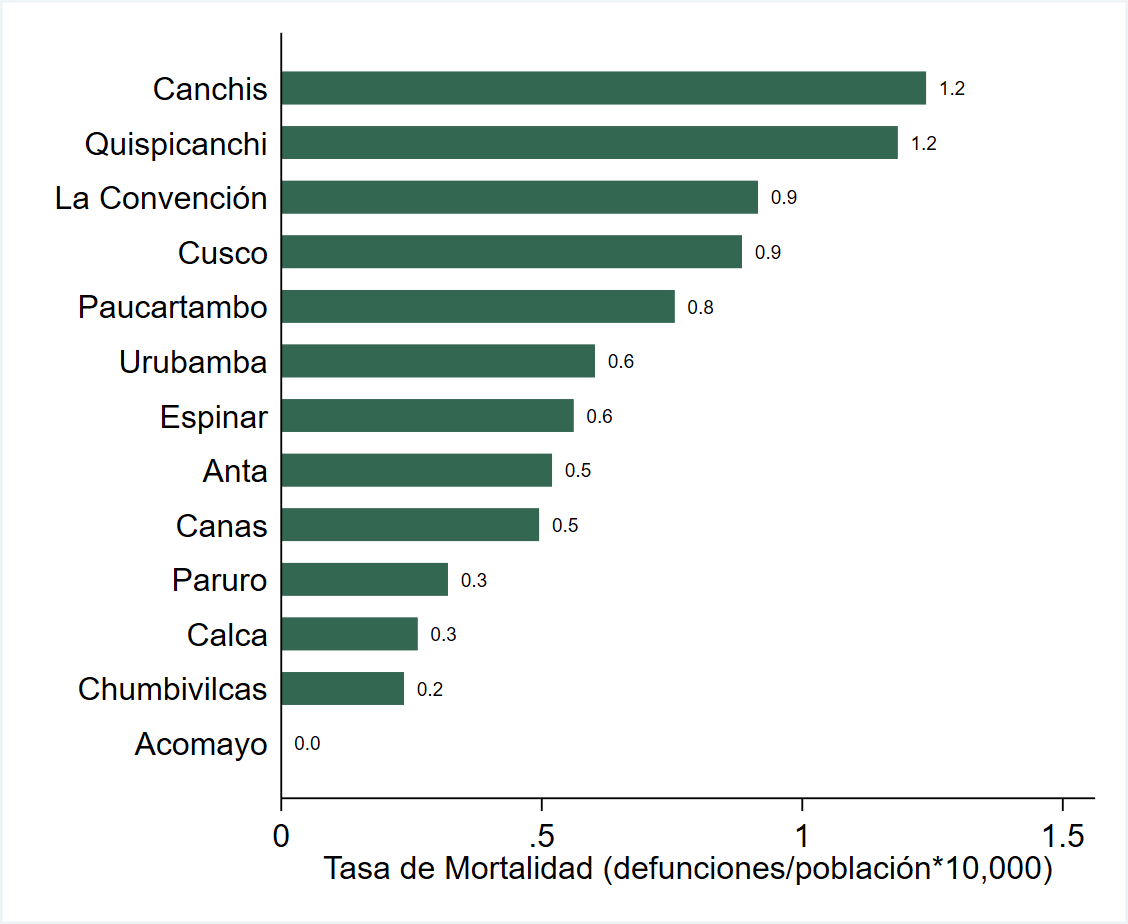 Canchis 1.2
Quispicanchi 1.2
La Convención 0.9
Cusco 0.9
Paucartambo 0.8
Urubamba 0.6
Espinar 0.6
Anta 0.5
Canas 0.5
Paruro 0.3
Calca 0.3
Chumbivilcas 0.2
Acomayo 0.0
0 .5 1 1.5
Tasa de Mortalidad (defunciones/población*10,000)